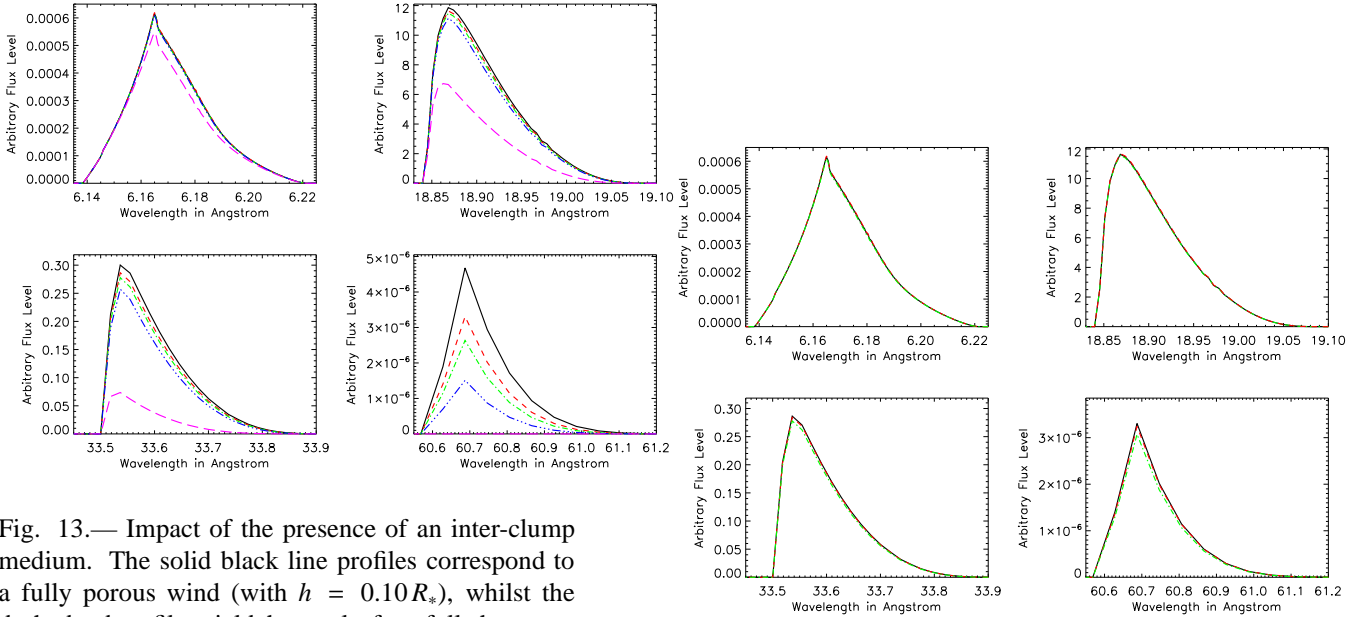 Arbitrary Flux Level
0.0006
0.0005
0.0004
0.0003
0.0002
0.0001
0.0000
6.14 6.16 6.18 6.20 6.22
Wavelength in Angstrom
Arbitrary Flux Level
12
10
8
6
4
2
0
18.85 18.90 18.95 19.00 19.05 19.10
Wavelength in Angstrom
Arbitrary Flux Level
0.30
0.25
0.20
0.15
0.10
0.05
0.00
33.5 33.6 33.7 33.8 33.9
Wavelength in Angstrom
Arbitrary Flux Level
5×10⁻⁶
4×10⁻⁶
3×10⁻⁶
2×10⁻⁶
1×10⁻⁶
0
60.6 60.7 60.8 60.9 61.0 61.1 61.2
Wavelength in Angstrom
Fig. 13.— Impact of the presence of an inter-clump
medium. The solid black line profiles correspond to
a fully porous wind (with h = 0.10 R*), whilst the
Arbitrary Flux Level
0.0006
0.0005
0.0004
0.0003
0.0002
0.0001
0.0000
6.14 6.16 6.18 6.20 6.22
Wavelength in Angstrom
Arbitrary Flux Level
12
10
8
6
4
2
0
18.85 18.90 18.95 19.00 19.05 19.10
Wavelength in Angstrom
Arbitrary Flux Level
0.30
0.25
0.20
0.15
0.10
0.05
0.00
33.5 33.6 33.7 33.8 33.9
Wavelength in Angstrom
Arbitrary Flux Level
3×10⁻⁶
2×10⁻⁶
1×10⁻⁶
0
60.6 60.7 60.8 60.9 61.0 61.1 61.2
Wavelength in Angstrom